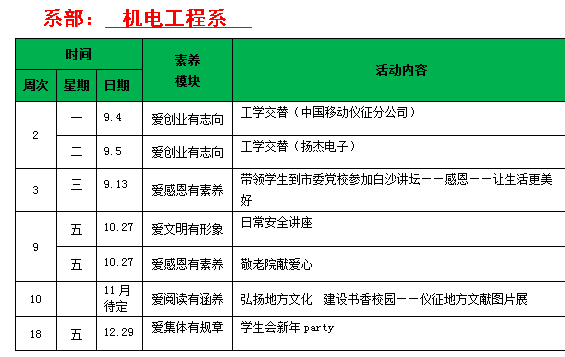 系部： 机电工程系
时间 素养模块 活动内容
周次 星期 日期
2 一 9.4 爱创业有志向 工学交替（中国移动仪征分公司）
二 9.5 爱创业有志向 工学交替（扬杰电子）
3 三 9.13 爱感恩有素养 带领学生到市委党校参加白沙讲坛——感恩——让生活更美
好
9 五 10.27 爱文明有形象 日常安全讲座
五 10.27 爱感恩有素养 敬老院献爱心
10 11月待定 爱阅读有涵养 弘扬地方文化 建设书香校园——仪征地方文献图片展
18 五 12.29 爱集体有规章 学生会新年party